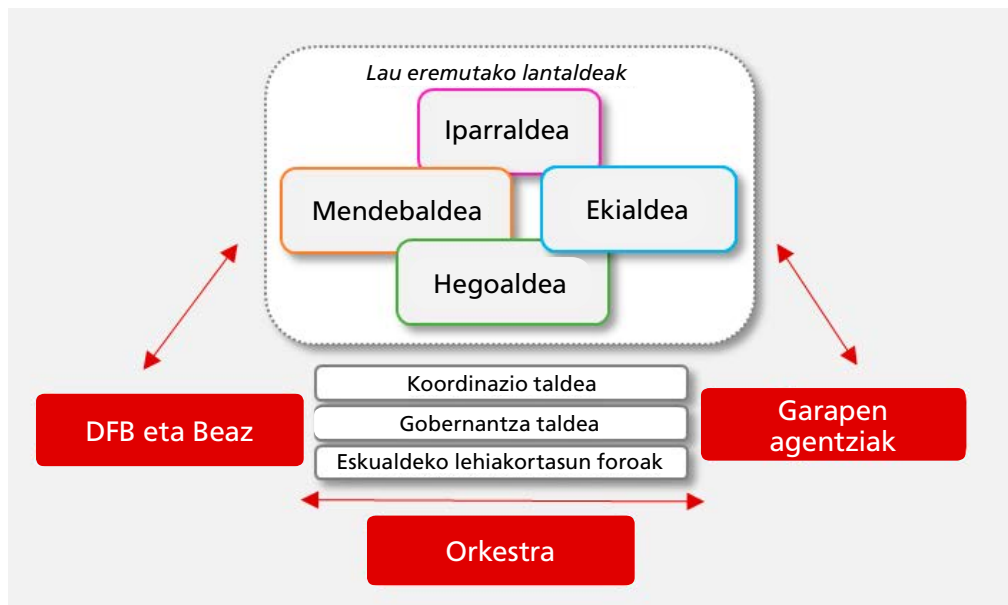 Lau eremutako lantaldeak
Iparraldea
Mendebaldea
Ekialdea
Hegoaldea
Koordinazio taldea
Gobernantza taldea
Eskualdeko lehiakortasun foroak
DFB eta Beaz
Garapen
agentziak
Orkestra